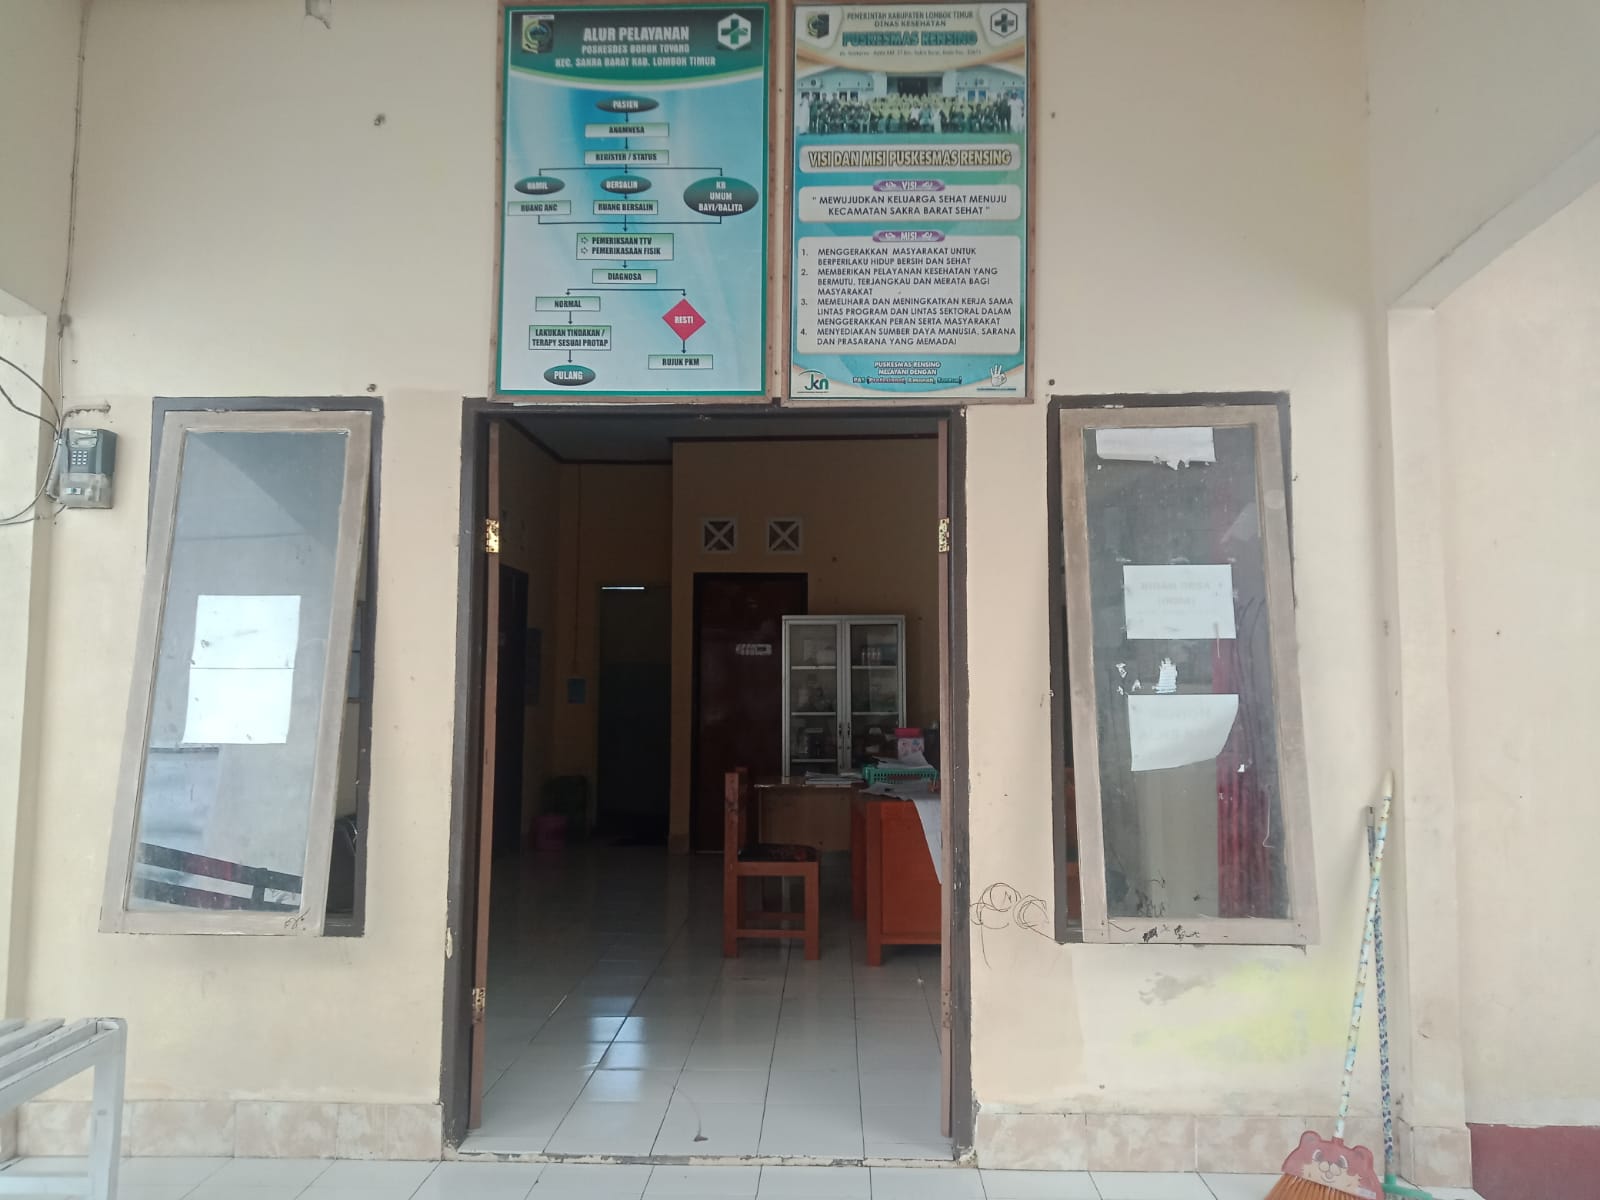 ALUR PELAYANAN
POSKESDES BOROK TOYANG
KEC. SAKRA BARAT KAB. LOMBOK TIMUR
PASIEN
ANAMNESA
REGISTER / STATUS
HAMIL
BERSALIN
KB
UMUM
BAYI/BALITA
RUANG ANC
RUANG BERSALIN
PEMERIKSAAN TTV
PEMERIKASAAN FISIK
DIAGNOSA
NORMAL
RESTI
LAKUKAN TINDAKAN /
TERAPY SESUAI PROTAP
RUJUK PKM
PULANG
PEMERINTAH KABUPATEN LOMBOK TIMUR
DINAS KESEHATAN
PUSKESMAS RENSING
VISI DAN MISI PUSKESMAS RENSING
VISI
" MEWUJUDKAN KELUARGA SEHAT MENUJU
KECAMATAN SAKRA BARAT SEHAT "
MISI
1. MENGGERAKKAN MASYARAKAT UNTUK
BERPERILAKU HIDUP BERSIH DAN SEHAT
2. MEMBERIKAN PELAYANAN KESEHATAN YANG
BERMUTU, TERJANGKAU DAN MERATA BAGI
MASYARAKAT
3. MEMELIHARA DAN MENINGKATKAN KERJA SAMA
LINTAS PROGRAM DAN LINTAS SEKTORAL DALAM
MENGGERAKKAN PERAN SERTA MASYARAKAT
4. MENYEDIAKAN SUMBER DAYA MANUSIA, SARANA
DAN PRASARANA YANG MEMADAI
PUSKESMAS RENSING
MELAYANI DENGAN
jkn